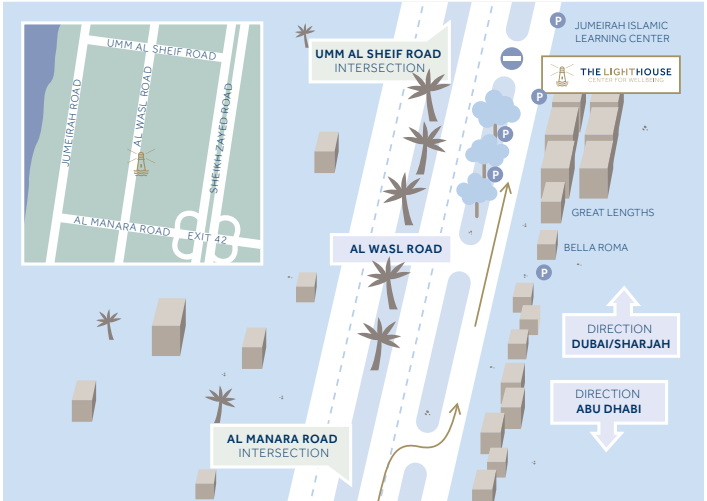 UMM AL SHEIF ROAD
JUMEIRAH ROAD
AL WASL ROAD
SHEIKH ZAYED ROAD
AL MANARA ROAD
EXIT 42
UMM AL SHEIF ROAD
INTERSECTION
P
JUMEIRAH ISLAMIC
LEARNING CENTER
THE LIGHTHOUSE
CENTER FOR WELLBEING
P
P
P
GREAT LENGTHS
AL WASL ROAD
BELLA ROMA
P
DIRECTION
DUBAI/SHARJAH
DIRECTION
ABU DHABI
AL MANARA ROAD
INTERSECTION